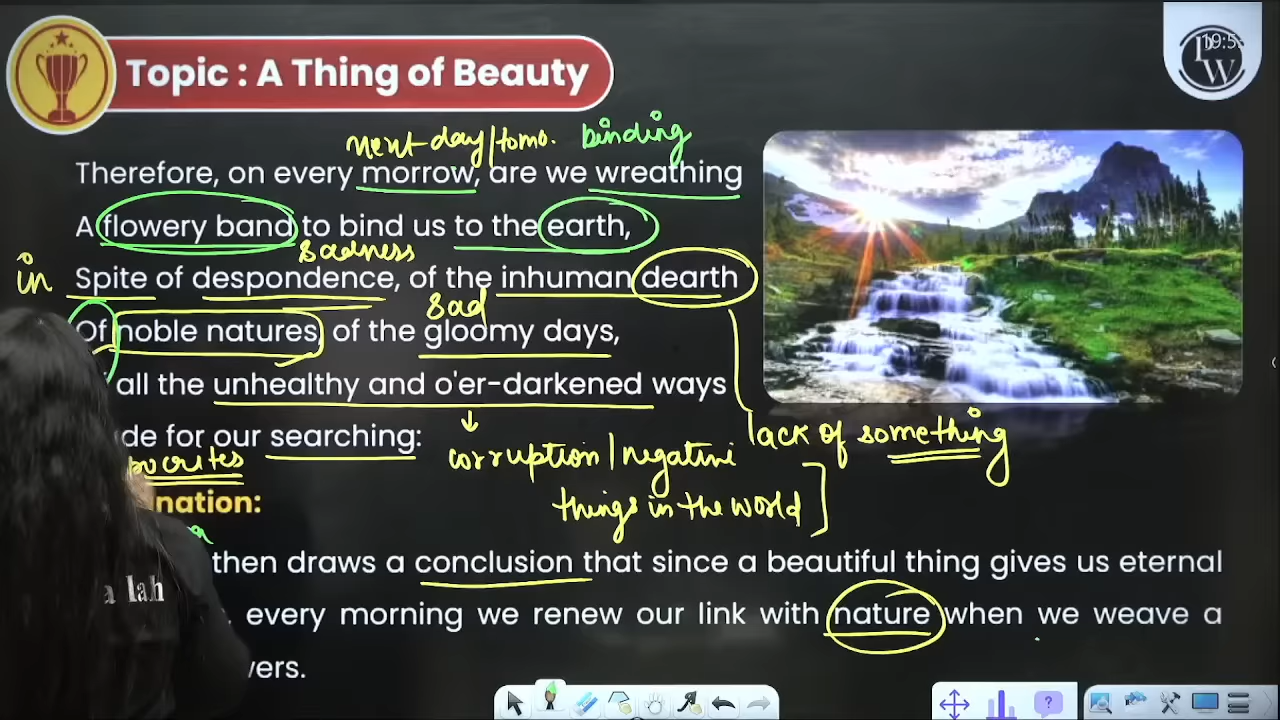 Topic : A Thing of Beauty
19:5
W
next day/tomo. binding
Therefore, on every morrow, are we wreathing
A flowery band to bind us to the earth,
sadness
in Spite of despondence, of the inhuman dearth
sad
Of noble natures, of the gloomy days,
all the unhealthy and o'er-darkened ways
de for our searching:
lack of something
corruption/negative
things in the world
nation:
then draws a conclusion that since a beautiful thing gives us eternal
every morning we renew our link with nature when we weave a
vers.
a lah